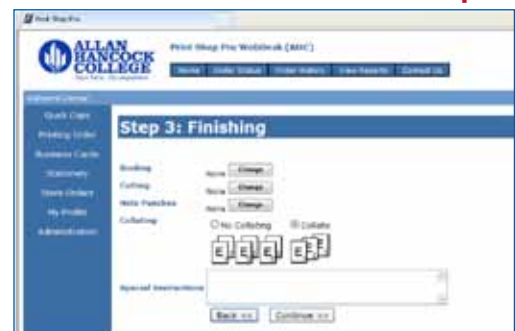 Print Shop Pro
ALLAN
HANCOCK
COLLEGE
Print Shop Pro Webdesk (AHC)
Home
Order Status
Order History
View Reports
Contact Us
Quick Copy
Printing Order
Business Cards
Stationery
Store Orders
My Profile
Administration
Step 3: Finishing
Binding
None
Change
Cutting
None
Change
Hole Punches
None
Change
Collating
No Collating
Collate
E E E
E E E
Special Instructions
Back <<
Continue >>